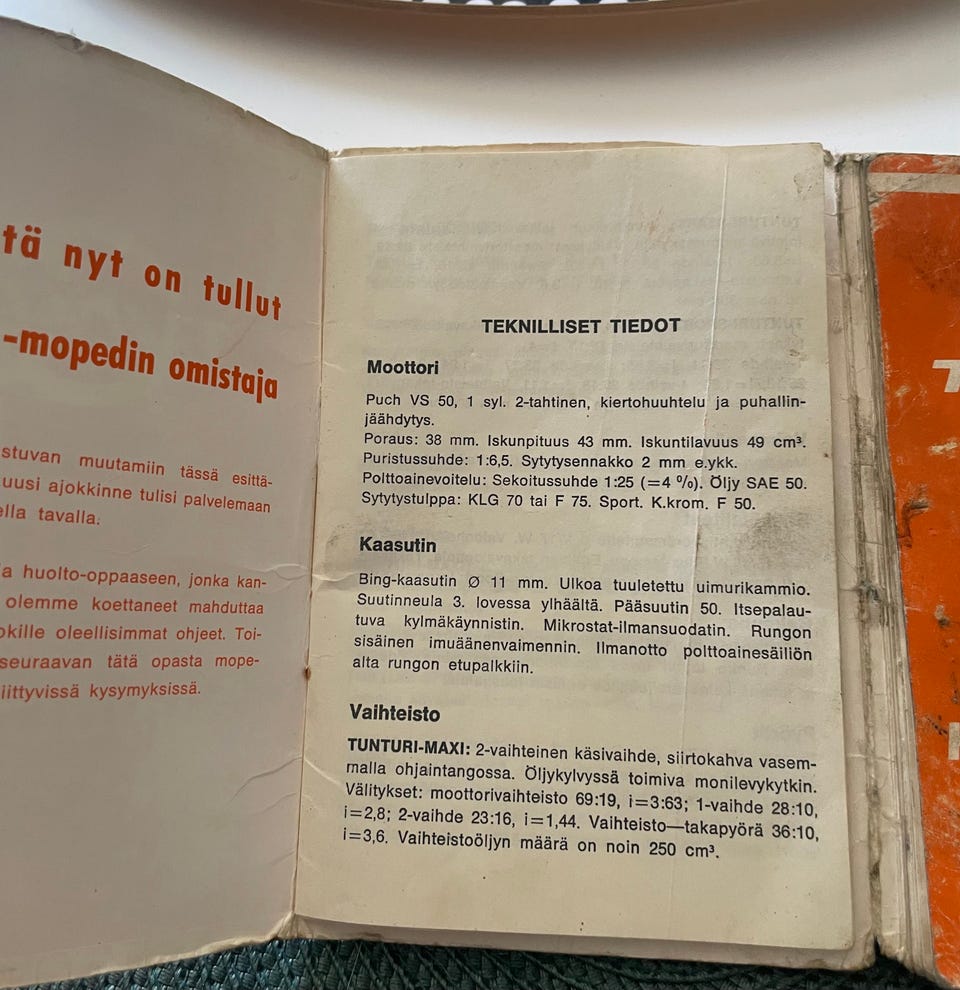 tä nyt on tullut
-mopedin omistaja
stuvan muutamiin tässä esittä-
uusi ajokkinne tulisi palvelemaan
ella tavalla.
a huolto-oppaaseen, jonka kan-
olemme koettaneet mahduttaa
okille oleellisimmat ohjeet. Toi-
seuraavan tätä opasta mope-
iittyvissä kysymyksissä.
TEKNILLISET TIEDOT
Moottori
Puch VS 50, 1 syl. 2-tahtinen, kiertohuuhtelu ja puhallin-
jäähdytys.
Poraus: 38 mm. Iskunpituus 43 mm. Iskuntilavuus 49 cm³.
Puristussuhde: 1:6,5. Sytytysennakko 2 mm e.ykk.
Polttoainevoitelu: Sekoitussuhde 1:25 (=4 %). Öljy SAE 50.
Sytytystulppa: KLG 70 tai F 75. Sport. K.krom. F 50.
Kaasutin
Bing-kaasutin Ø 11 mm. Ulkoa tuuletettu uimurikammio.
Suutinneula 3. lovessa ylhäältä. Pääsuutin 50. Itsepalau-
tuva kylmäkäynnistin. Mikrostat-ilmansuodatin. Rungon
sisäinen imuäänenvaimennin. Ilmanotto polttoainesäiliön
alta rungon etupalkkiin.
Vaihteisto
TUNTURI-MAXI: 2-vaihteinen käsivaihde, siirtokahva vasem-
malla ohjaintangossa. Öljykylvyssä toimiva monilevykytkin.
Välitykset: moottorivaihteisto 69:19, i=3:63; 1-vaihde 28:10,
i=2,8; 2-vaihde 23:16, i=1,44. Vaihteisto—takapyörä 36:10,
i=3,6. Vaihteistoöljyn määrä on noin 250 cm³.